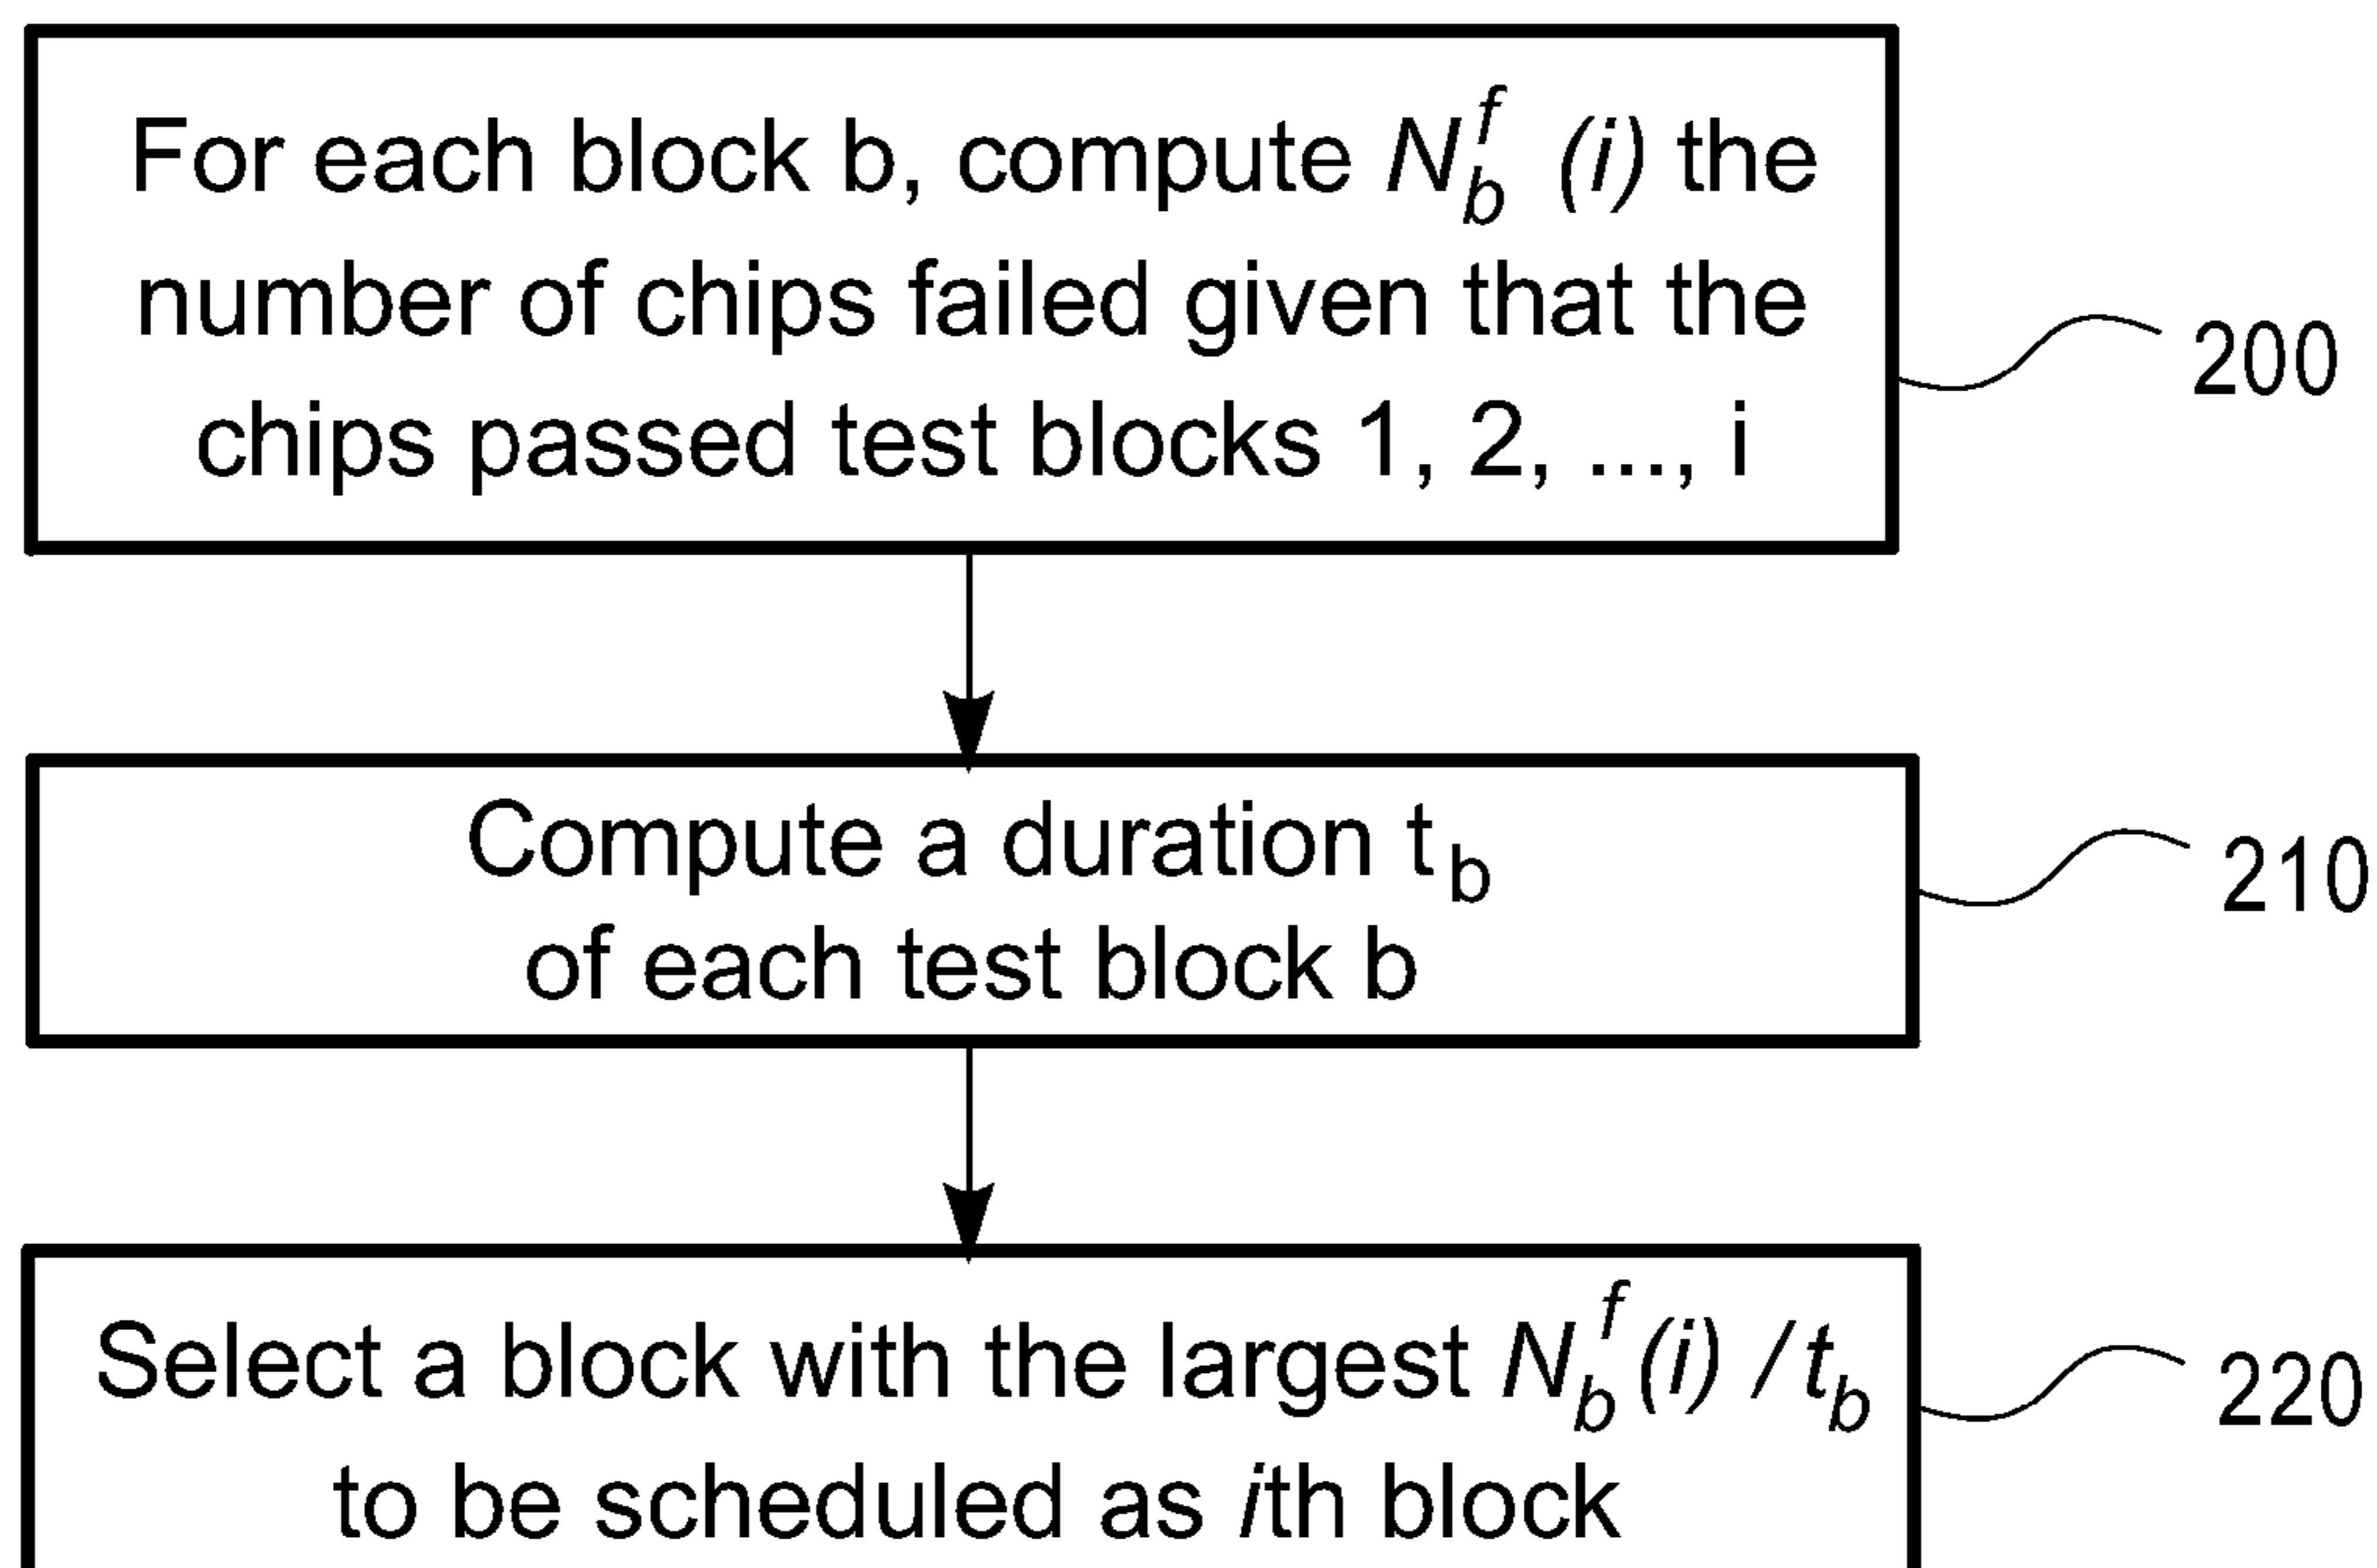 For each block b, compute N_b^f (i) the
number of chips failed given that the
chips passed test blocks 1, 2, ..., i
200
Compute a duration t_b
of each test block b
210
Select a block with the largest N_b^f(i) / t_b
to be scheduled as ith block
220